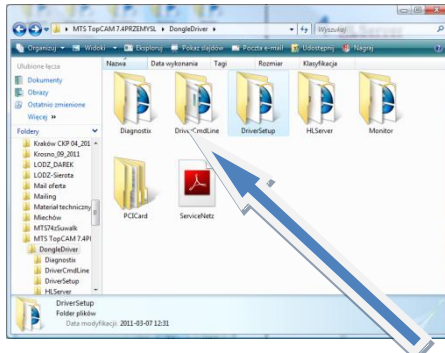 MTS TopCAM 7.4PRZEMYSL ▸ DongleDriver ▸
Wyszukaj
Organizuj Widoki Eksploruj Pokaz slajdów Poczta e-mail Udostępnij Nagraj
Ulubione łącza
Dokumenty
Obrazy
Ostatnio zmienione
Więcej »
Foldery
Kraków CKP 04_201
Krosno_09_2011
LODZ_DAREK
LODZ-Sierota
Mail oferta
Mailing
Materiał techniczny
Miechów
MTS74zSuwalk
MTS TopCAM 7.4PI
DongleDriver
Diagnostix
DriverCmdLine
DriverSetup
HLServer
Nazwa Data wykonania Tagi Rozmiar Klasyfikacja
Diagnostix DriverCmdLine DriverSetup HLServer Monitor
PCICard ServiceNetz
DriverSetup
Folder plików
Data modyfikacji: 2011-03-07 12:31